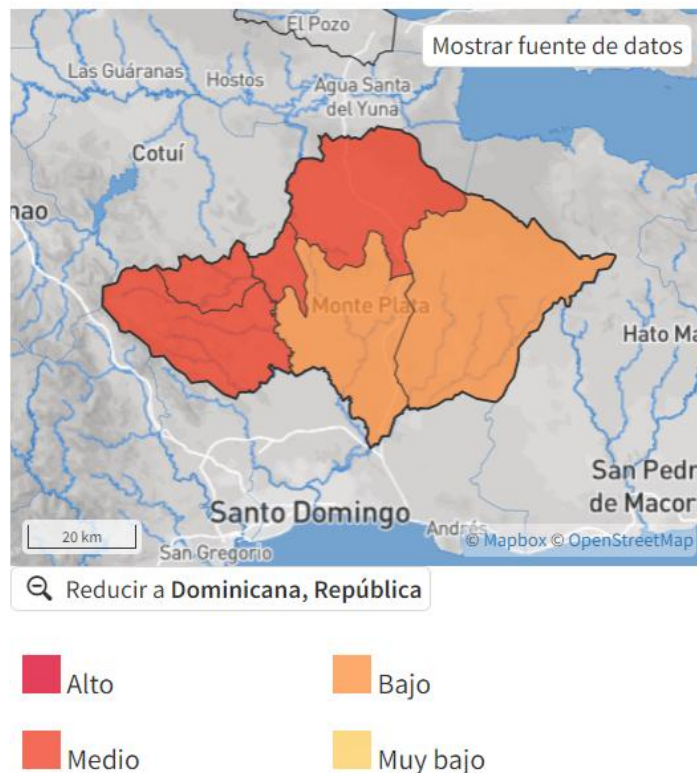 El Pozo
Mostrar fuente de datos
Las Guáranas
Hostos
Agua Santa
del Yuna
Cotuí
nao
Monte Plata
Hato Ma
San Pedr
de Macor
Santo Domingo
Andrés
20 km
San Gregorio
© Mapbox © OpenStreetMap
Reducir a Dominicana, República
Alto
Bajo
Medio
Muy bajo